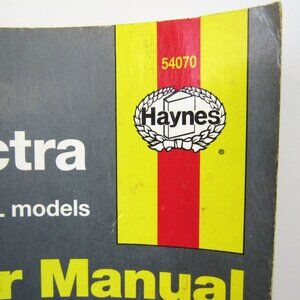 54070
Haynes
®
ctra
L models
r Manual